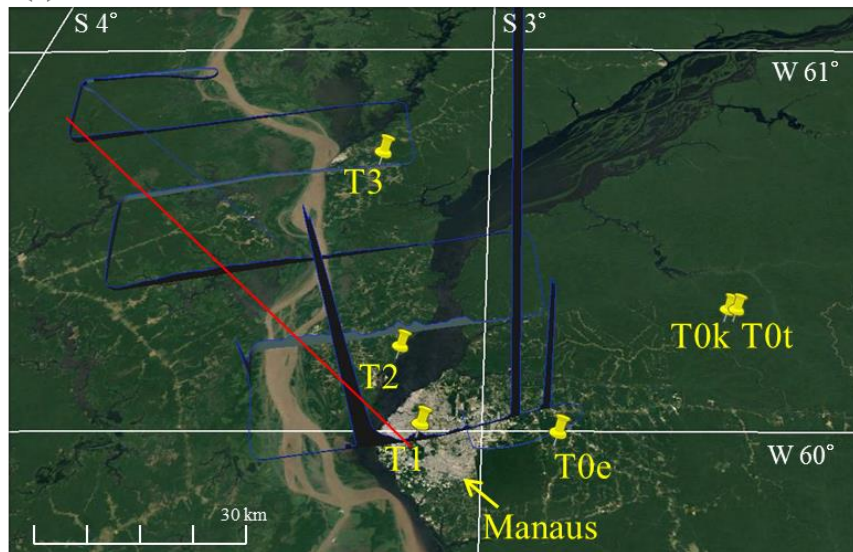 S 4° S 3°
W 61°
T3
T0k T0t
T2
T1 T0e W 60°
30 km
Manaus